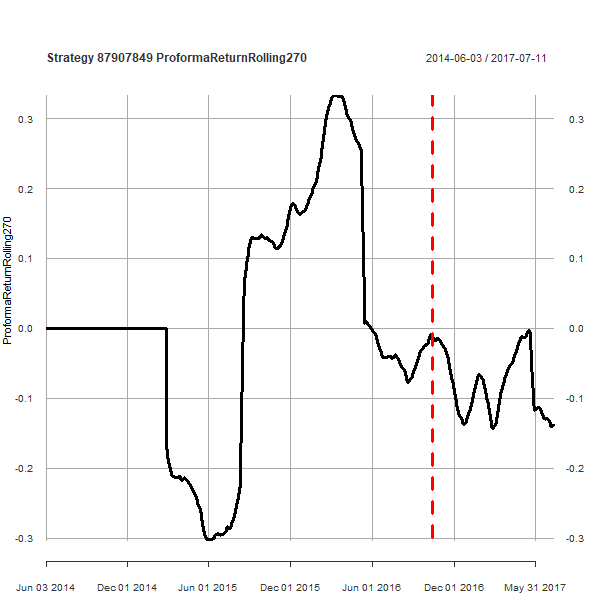 Strategy 87907849 ProformaReturnRolling270
2014-06-03 / 2017-07-11
ProformaReturnRolling270
0.3
0.2
0.1
0.0
-0.1
-0.2
-0.3
0.3
0.2
0.1
0.0
-0.1
-0.2
-0.3
Jun 03 2014
Dec 01 2014
Jun 01 2015
Dec 01 2015
Jun 01 2016
Dec 01 2016
May 31 2017